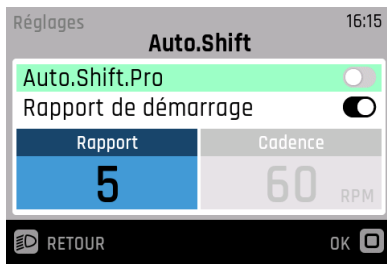 Réglages 16:15
Auto.Shift
Auto.Shift.Pro
Rapport de démarrage
Rapport Cadence
5 60 RPM
RETOUR OK